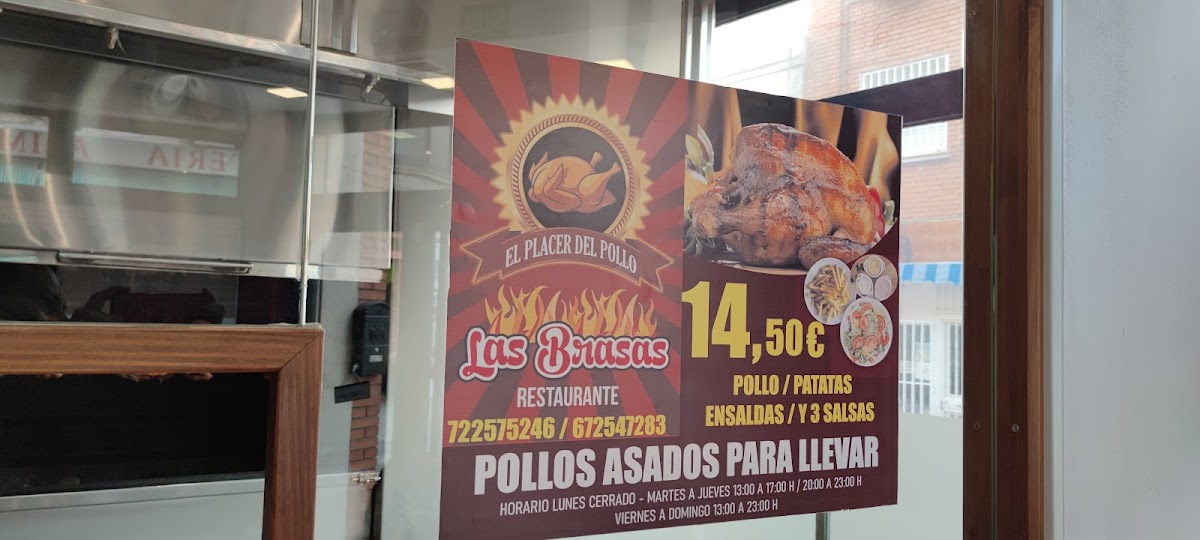 EL PLACER DEL POLLO
Las Brasas
RESTAURANTE
722575246 / 672547283
14,50€
POLLO / PATATAS
ENSALDAS / Y 3 SALSAS
POLLOS ASADOS PARA LLEVAR
HORARIO LUNES CERRADO - MARTES A JUEVES 13:00 A 17:00 H / 20:00 A 23:00 H
VIERNES A DOMINGO 13:00 A 23:00 H